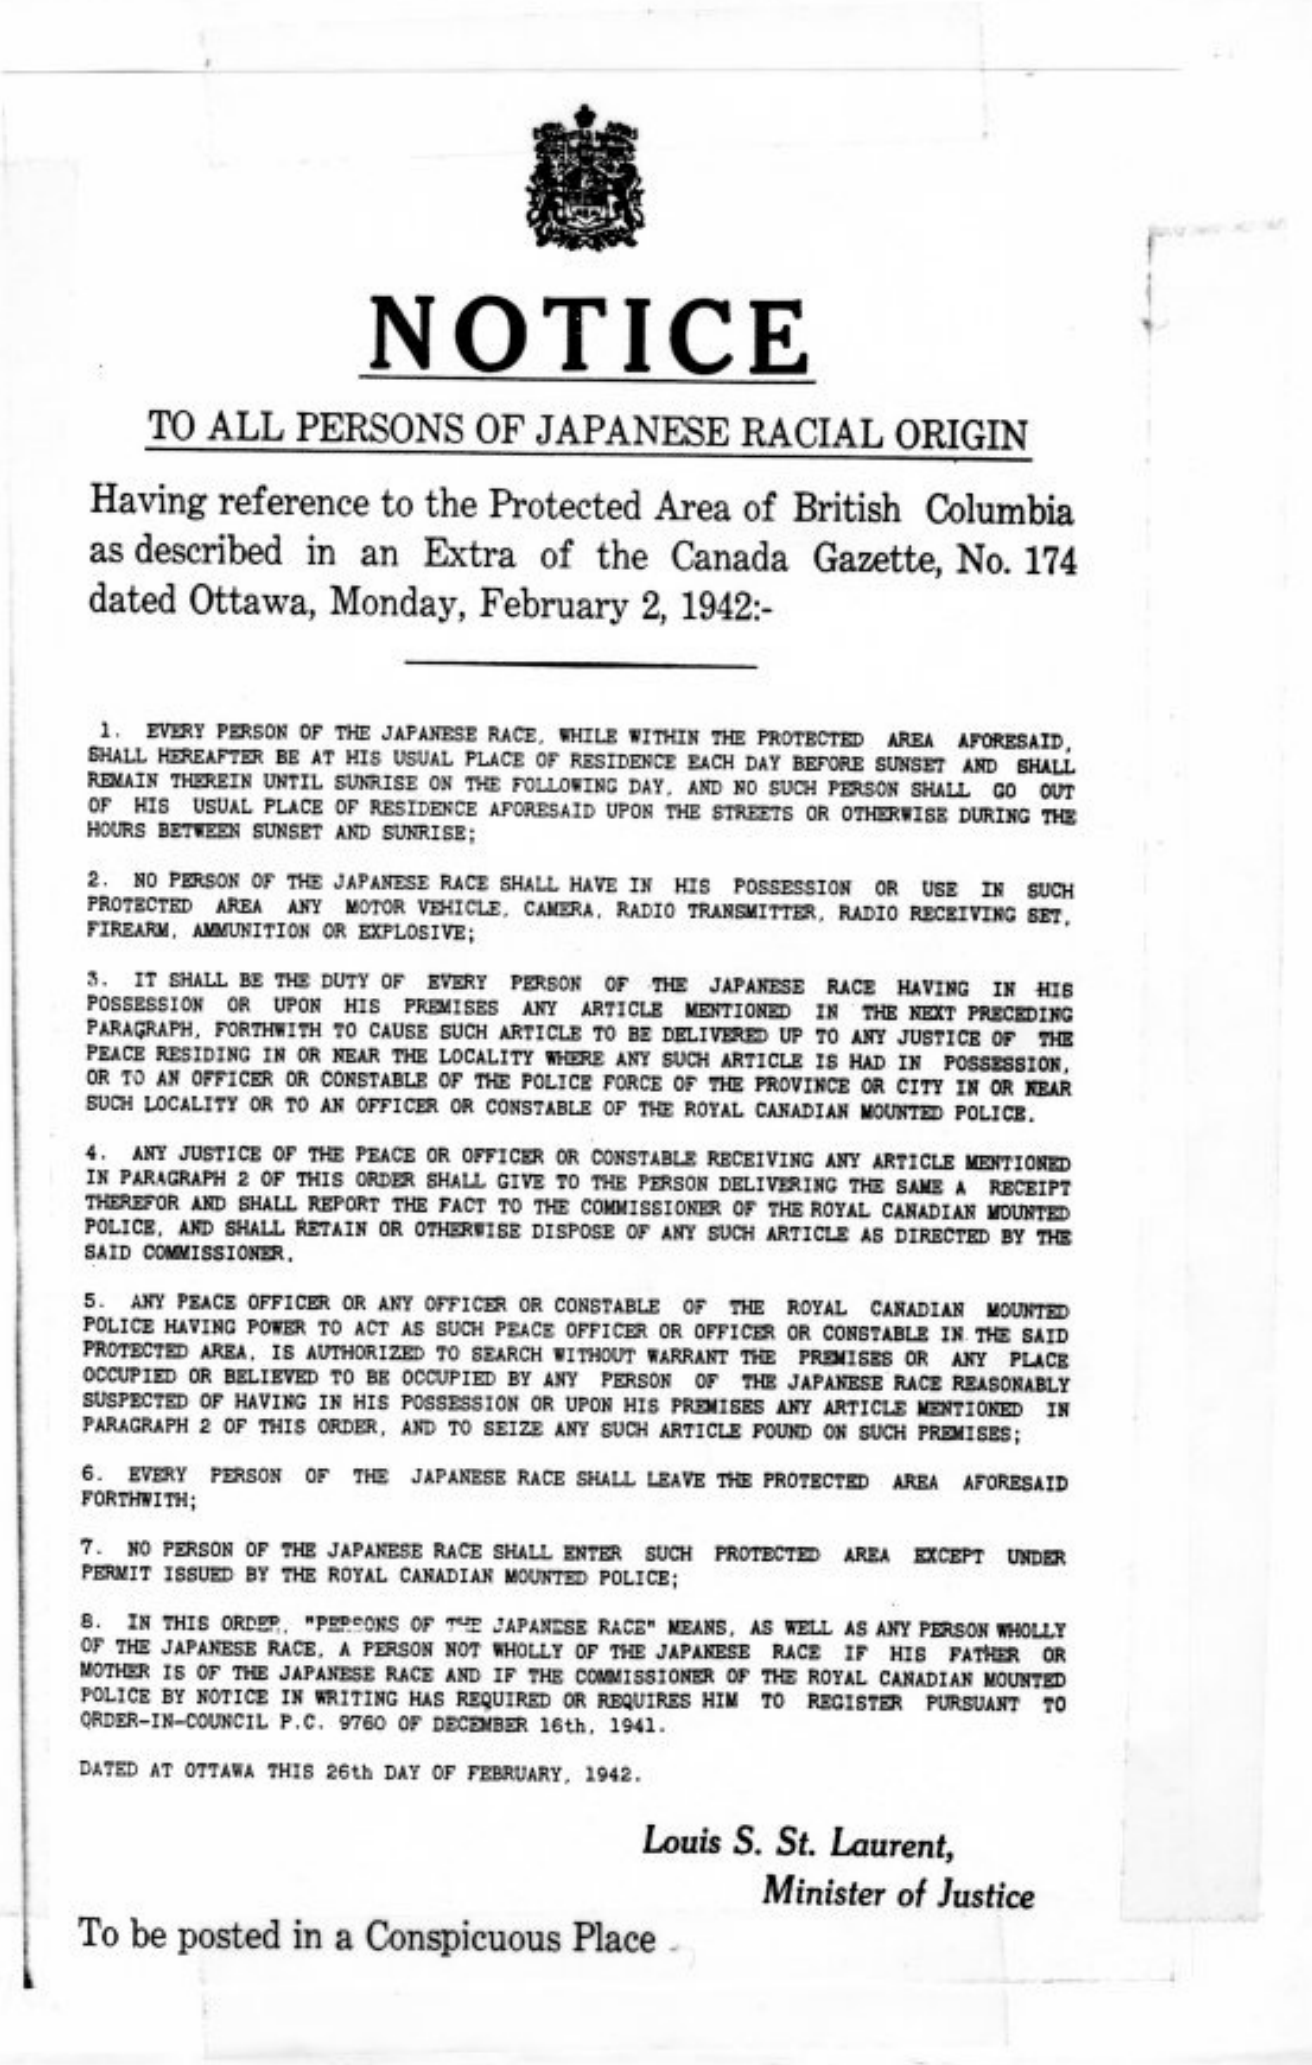 NOTICE
TO ALL PERSONS OF JAPANESE RACIAL ORIGIN
Having reference to the Protected Area of British Columbia
as described in an Extra of the Canada Gazette, No. 174
dated Ottawa, Monday, February 2, 1942:-
1. EVERY PERSON OF THE JAPANESE RACE, WHILE WITHIN THE PROTECTED AREA AFORESAID,
SHALL HEREAFTER BE AT HIS USUAL PLACE OF RESIDENCE EACH DAY BEFORE SUNSET AND SHALL
REMAIN THEREIN UNTIL SUNRISE ON THE FOLLOWING DAY, AND NO SUCH PERSON SHALL GO OUT
OF HIS USUAL PLACE OF RESIDENCE AFORESAID UPON THE STREETS OR OTHERWISE DURING THE
HOURS BETWEEN SUNSET AND SUNRISE;
2. NO PERSON OF THE JAPANESE RACE SHALL HAVE IN HIS POSSESSION OR USE IN SUCH
PROTECTED AREA ANY MOTOR VEHICLE, CAMERA, RADIO TRANSMITTER, RADIO RECEIVING SET,
FIREARM, AMMUNITION OR EXPLOSIVE;
3. IT SHALL BE THE DUTY OF EVERY PERSON OF THE JAPANESE RACE HAVING IN HIS
POSSESSION OR UPON HIS PREMISES ANY ARTICLE MENTIONED IN THE NEXT PRECEDING
PARAGRAPH, FORTHWITH TO CAUSE SUCH ARTICLE TO BE DELIVERED UP TO ANY JUSTICE OF THE
PEACE RESIDING IN OR NEAR THE LOCALITY WHERE ANY SUCH ARTICLE IS HAD IN POSSESSION,
OR TO AN OFFICER OR CONSTABLE OF THE POLICE FORCE OF THE PROVINCE OR CITY IN OR NEAR
SUCH LOCALITY OR TO AN OFFICER OR CONSTABLE OF THE ROYAL CANADIAN MOUNTED POLICE.
4. ANY JUSTICE OF THE PEACE OR OFFICER OR CONSTABLE RECEIVING ANY ARTICLE MENTIONED
IN PARAGRAPH 2 OF THIS ORDER SHALL GIVE TO THE PERSON DELIVERING THE SAME A RECEIPT
THEREFOR AND SHALL REPORT THE FACT TO THE COMMISSIONER OF THE ROYAL CANADIAN MOUNTED
POLICE, AND SHALL RETAIN OR OTHERWISE DISPOSE OF ANY SUCH ARTICLE AS DIRECTED BY THE
SAID COMMISSIONER.
5. ANY PEACE OFFICER OR ANY OFFICER OR CONSTABLE OF THE ROYAL CANADIAN MOUNTED
POLICE HAVING POWER TO ACT AS SUCH PEACE OFFICER OR OFFICER OR CONSTABLE IN THE SAID
PROTECTED AREA, IS AUTHORIZED TO SEARCH WITHOUT WARRANT THE PREMISES OR ANY PLACE
OCCUPIED OR BELIEVED TO BE OCCUPIED BY ANY PERSON OF THE JAPANESE RACE REASONABLY
SUSPECTED OF HAVING IN HIS POSSESSION OR UPON HIS PREMISES ANY ARTICLE MENTIONED IN
PARAGRAPH 2 OF THIS ORDER, AND TO SEIZE ANY SUCH ARTICLE FOUND ON SUCH PREMISES;
6. EVERY PERSON OF THE JAPANESE RACE SHALL LEAVE THE PROTECTED AREA AFORESAID
FORTHWITH;
7. NO PERSON OF THE JAPANESE RACE SHALL ENTER SUCH PROTECTED AREA EXCEPT UNDER
PERMIT ISSUED BY THE ROYAL CANADIAN MOUNTED POLICE;
8. IN THIS ORDER, "PERSONS OF THE JAPANESE RACE" MEANS, AS WELL AS ANY PERSON WHOLLY
OF THE JAPANESE RACE, A PERSON NOT WHOLLY OF THE JAPANESE RACE IF HIS FATHER OR
MOTHER IS OF THE JAPANESE RACE AND IF THE COMMISSIONER OF THE ROYAL CANADIAN MOUNTED
POLICE BY NOTICE IN WRITING HAS REQUIRED OR REQUIRES HIM TO REGISTER PURSUANT TO
ORDER-IN-COUNCIL P.C. 9760 OF DECEMBER 16th, 1941.
DATED AT OTTAWA THIS 26th DAY OF FEBRUARY, 1942.
Louis S. St. Laurent,
Minister of Justice
To be posted in a Conspicuous Place